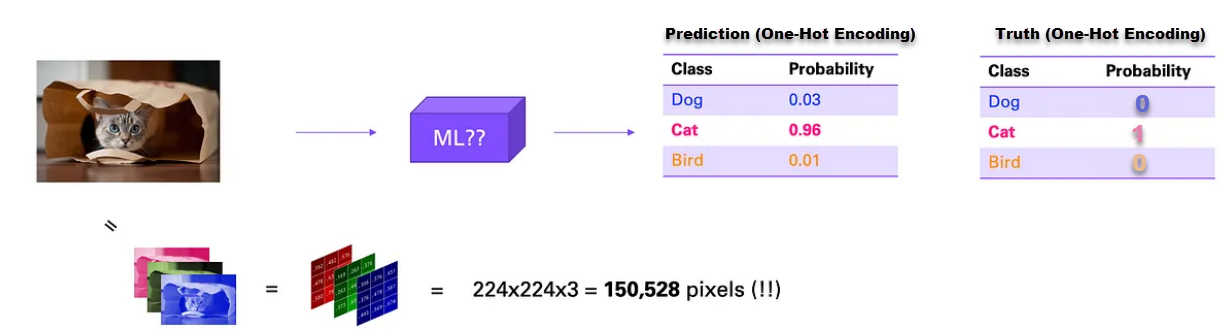 Prediction (One-Hot Encoding)
Class Probability
Dog 0.03
Cat 0.96
Bird 0.01
Truth (One-Hot Encoding)
Class Probability
Dog 0
Cat 1
Bird 0
ML??
=
= = 224x224x3 = 150,528 pixels (!!)